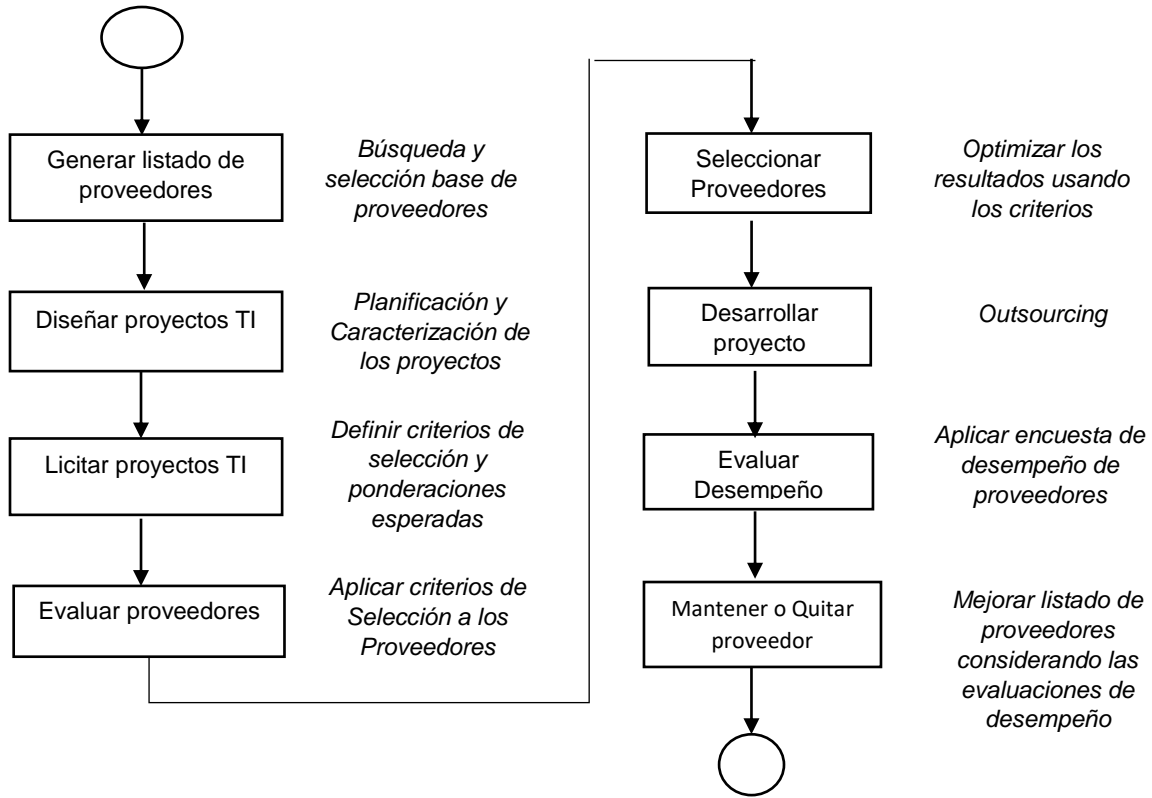 Generar listado de
proveedores
Búsqueda y
selección base de
proveedores
Diseñar proyectos TI
Planificación y
Caracterización de
los proyectos
Licitar proyectos TI
Definir criterios de
selección y
ponderaciones
esperadas
Evaluar proveedores
Aplicar criterios de
Selección a los
Proveedores
Seleccionar
Proveedores
Optimizar los
resultados usando
los criterios
Desarrollar
proyecto
Outsourcing
Evaluar
Desempeño
Aplicar encuesta de
desempeño de
proveedores
Mantener o Quitar
proveedor
Mejorar listado de
proveedores
considerando las
evaluaciones de
desempeño